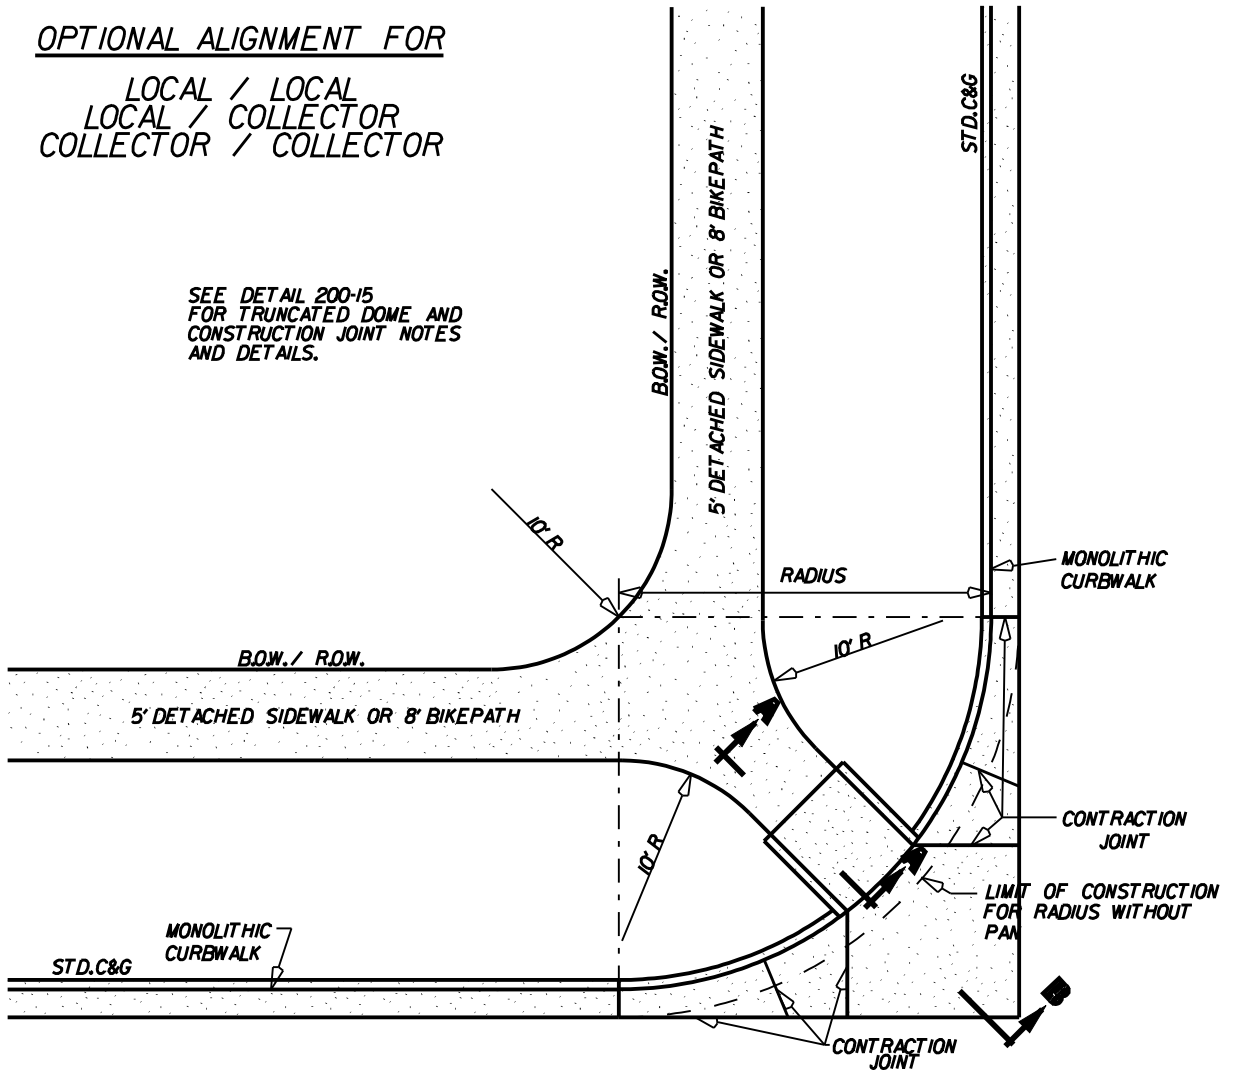 OPTIONAL ALIGNMENT FOR
LOCAL / LOCAL
LOCAL / COLLECTOR
COLLECTOR / COLLECTOR
STD.C&G
5' DETACHED SIDEWALK OR 8' BIKEPATH
B.O.W./ R.O.W.
SEE DETAIL 200-15
FOR TRUNCATED DOME AND
CONSTRUCTION JOINT NOTES
AND DETAILS.
10' R
RADIUS
MONOLITHIC
CURBWALK
10' R
B.O.W./ R.O.W.
5' DETACHED SIDEWALK OR 8' BIKEPATH
A
CONTRACTION
JOINT
10' R
A
LIMIT OF CONSTRUCTION
FOR RADIUS WITHOUT
PAN
MONOLITHIC
CURBWALK
STD.C&G
B
CONTRACTION
JOINT